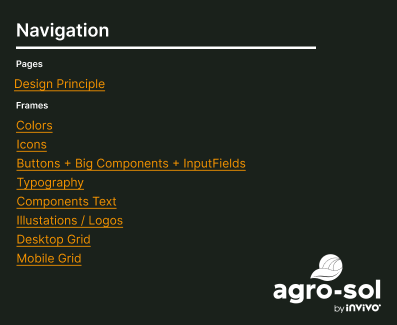 Navigation
Pages
Design Principle
Frames
Colors
Icons
Buttons + Big Components + InputFields
Typography
Components Text
Illustations / Logos
Desktop Grid
Mobile Grid
agro-sol
by invivo